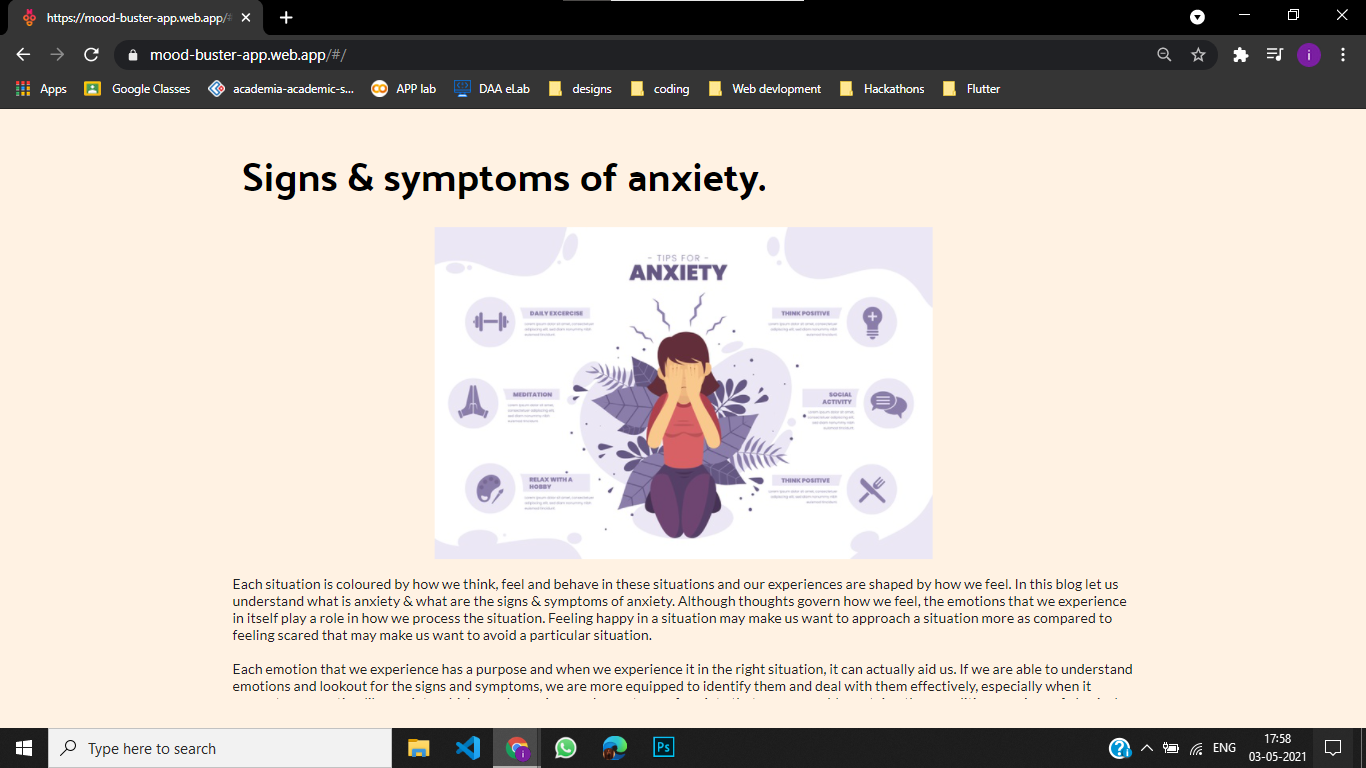 https://mood-buster-app.web.app/#
mood-buster-app.web.app/#/
Apps
Google Classes
academia-academic-s...
APP lab
DAA eLab
designs
coding
Web devlopment
Hackathons
Flutter
Signs & symptoms of anxiety.
- TIPS FOR -
ANXIETY
DAILY EXCERCISE
THINK POSITIVE
MEDITATION
SOCIAL
ACTIVITY
RELAX WITH A
HOBBY
THINK POSITIVE
Each situation is coloured by how we think, feel and behave in these situations and our experiences are shaped by how we feel. In this blog let us
understand what is anxiety & what are the signs & symptoms of anxiety. Although thoughts govern how we feel, the emotions that we experience
in itself play a role in how we process the situation. Feeling happy in a situation may make us want to approach a situation more as compared to
feeling scared that may make us want to avoid a particular situation.
Each emotion that we experience has a purpose and when we experience it in the right situation, it can actually aid us. If we are able to understand
emotions and lookout for the signs and symptoms, we are more equipped to identify them and deal with them effectively, especially when it
Type here to search
Ps
ENG
17:58
03-05-2021